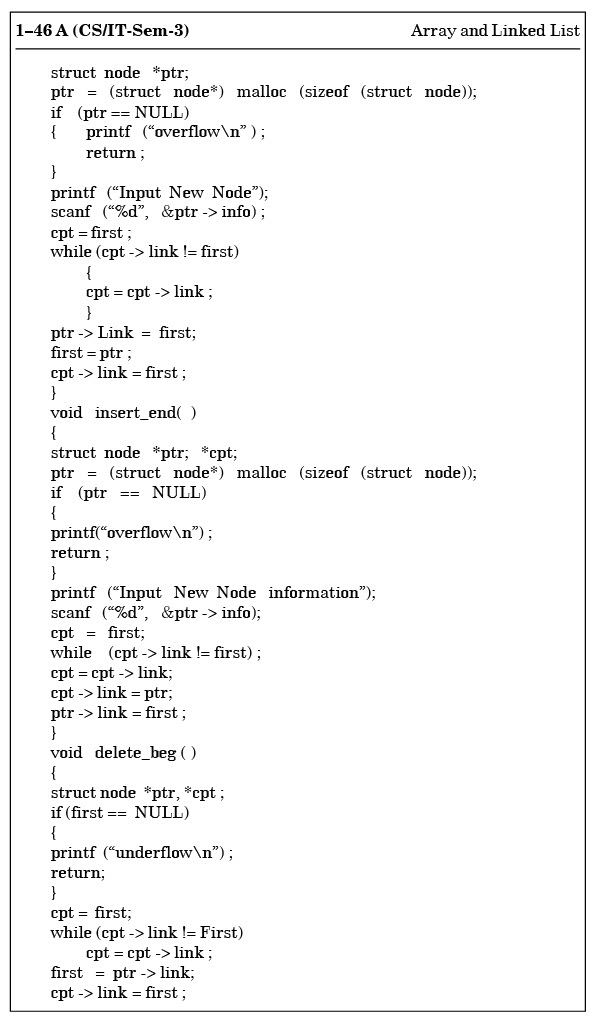 1–46 A (CS/IT-Sem-3) Array and Linked List
struct node *ptr;
ptr = (struct node*) malloc (sizeof (struct node));
if (ptr == NULL)
{ printf (“overflow\n” ) ;
return ;
}
printf (“Input New Node”);
scanf (“%d”, &ptr -> info) ;
cpt = first ;
while (cpt -> link != first)
{
cpt = cpt -> link ;
}
ptr -> Link = first;
first = ptr ;
cpt -> link = first ;
}
void insert_end( )
{
struct node *ptr; *cpt;
ptr = (struct node*) malloc (sizeof (struct node));
if (ptr == NULL)
{
printf(“overflow\n”) ;
return ;
}
printf (“Input New Node information”);
scanf (“%d”, &ptr -> info);
cpt = first;
while (cpt -> link != first) ;
cpt = cpt -> link;
cpt -> link = ptr;
ptr -> link = first ;
}
void delete_beg ( )
{
struct node *ptr, *cpt ;
if (first == NULL)
{
printf (“underflow\n”) ;
return;
}
cpt = first;
while (cpt -> link != First)
cpt = cpt -> link ;
first = ptr -> link;
cpt -> link = first ;